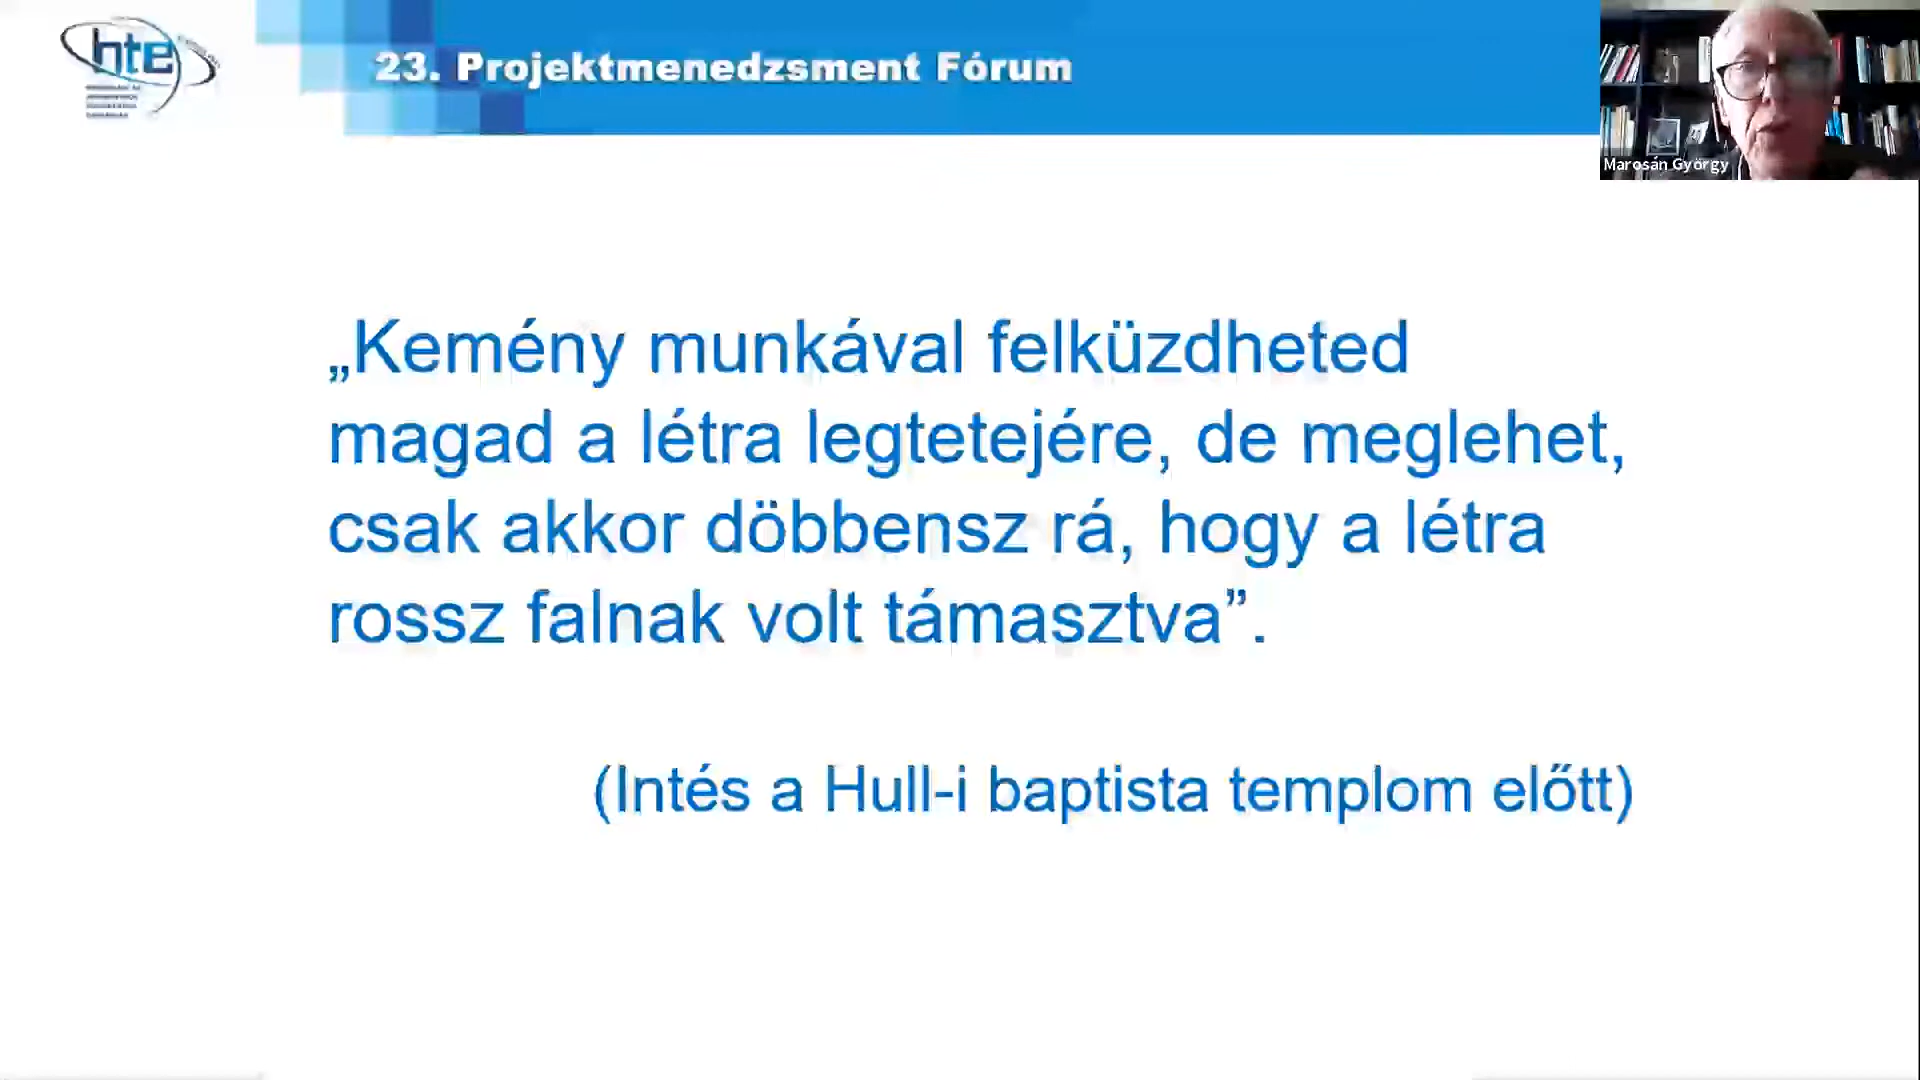 hte
23. Projektmenedzsment Fórum
Marosán György
„Kemény munkával felküzdheted
magad a létra legtetejére, de meglehet,
csak akkor döbbensz rá, hogy a létra
rossz falnak volt támasztva”.
(Intés a Hull-i baptista templom előtt)